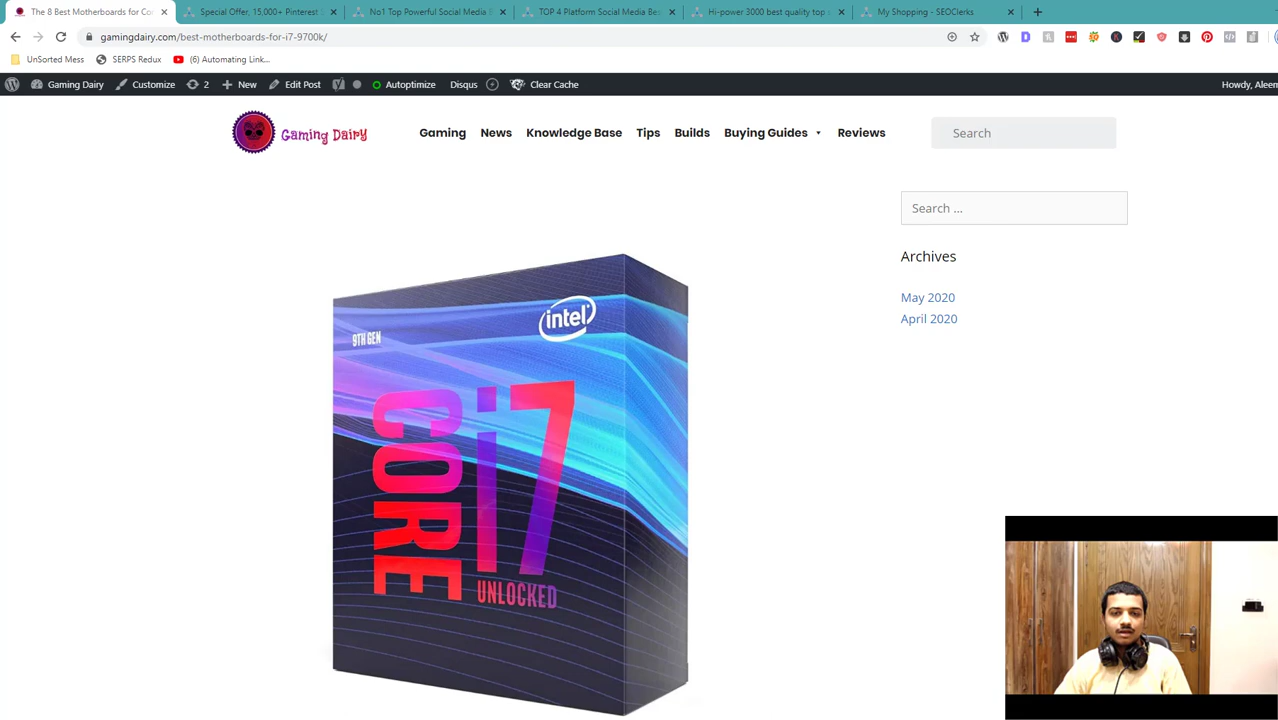 The 8 Best Motherboards for Co
Special Offer, 15,000+ Pinterest
No1 Top Powerful Social Media
TOP 4 Platform Social Media Be
Hi-power 3000 best quality top
My Shopping - SEOClerks
gamingdairy.com/best-motherboards-for-i7-9700k/
UnSorted Mess SERPS Redux (6) Automating Link...
Gaming Dairy Customize 2 New Edit Post Autoptimize Disqus Clear Cache Howdy, Aleem
Gaming Dairy Gaming News Knowledge Base Tips Builds Buying Guides Reviews Search
Search ...
Archives
May 2020
April 2020
intel
9TH GEN
CORE i7
UNLOCKED